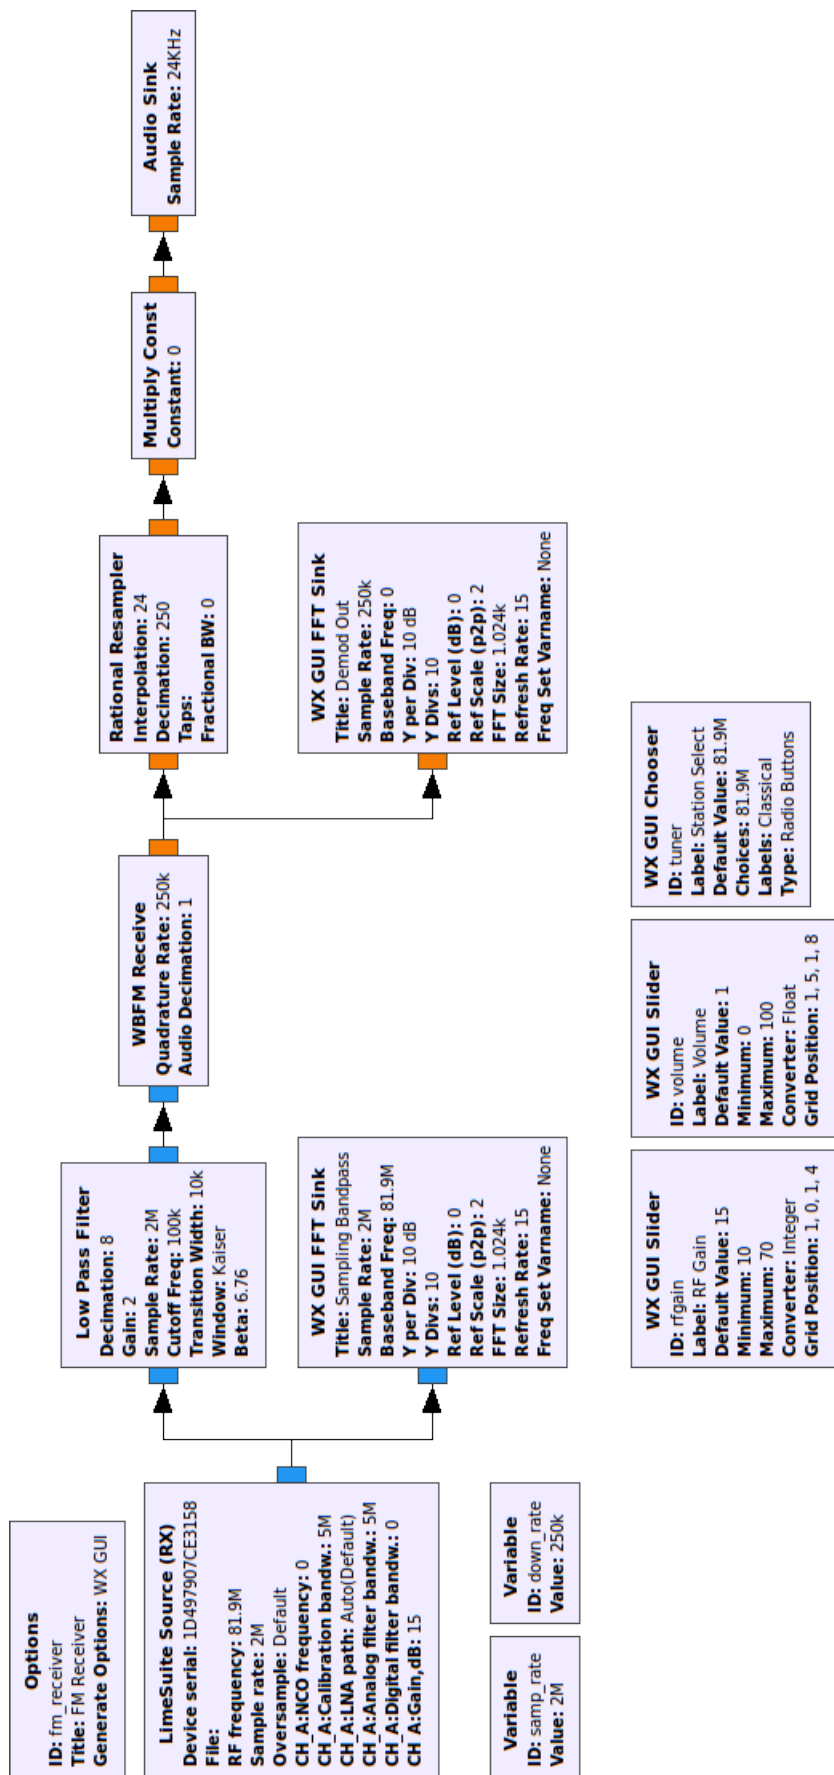 Options
ID: fm_receiver
Title: FM Receiver
Generate Options: WX GUI
LimeSuite Source (RX)
Device serial: 1D497907CE3158
File:
RF frequency: 81.9M
Sample rate: 2M
Oversample: Default
CH_A:NCO frequency: 0
CH_A:Calibration bandw.: 5M
CH_A:LNA path: Auto(Default)
CH_A:Analog filter bandw.: 5M
CH_A:Digital filter bandw.: 0
CH_A:Gain,dB: 15
Variable
ID: samp_rate
Value: 2M
Variable
ID: down_rate
Value: 250k
Low Pass Filter
Decimation: 8
Gain: 2
Sample Rate: 2M
Cutoff Freq: 100k
Transition Width: 10k
Window: Kaiser
Beta: 6.76
WX GUI FFT Sink
Title: Sampling Bandpass
Sample Rate: 2M
Baseband Freq: 81.9M
Y per Div: 10 dB
Y Divs: 10
Ref Level (dB): 0
Ref Scale (p2p): 2
FFT Size: 1.024k
Refresh Rate: 15
Freq Set Varname: None
WBFM Receive
Quadrature Rate: 250k
Audio Decimation: 1
Rational Resampler
Interpolation: 24
Decimation: 250
Taps:
Fractional BW: 0
WX GUI FFT Sink
Title: Demod Out
Sample Rate: 250k
Baseband Freq: 0
Y per Div: 10 dB
Y Divs: 10
Ref Level (dB): 0
Ref Scale (p2p): 2
FFT Size: 1.024k
Refresh Rate: 15
Freq Set Varname: None
Multiply Const
Constant: 0
Audio Sink
Sample Rate: 24KHz
WX GUI Slider
ID: rfgain
Label: RF Gain
Default Value: 15
Minimum: 10
Maximum: 70
Converter: Integer
Grid Position: 1, 0, 1, 4
WX GUI Slider
ID: volume
Label: Volume
Default Value: 1
Minimum: 0
Maximum: 100
Converter: Float
Grid Position: 1, 5, 1, 8
WX GUI Chooser
ID: tuner
Label: Station Select
Default Value: 81.9M
Choices: 81.9M
Labels: Classical
Type: Radio Buttons